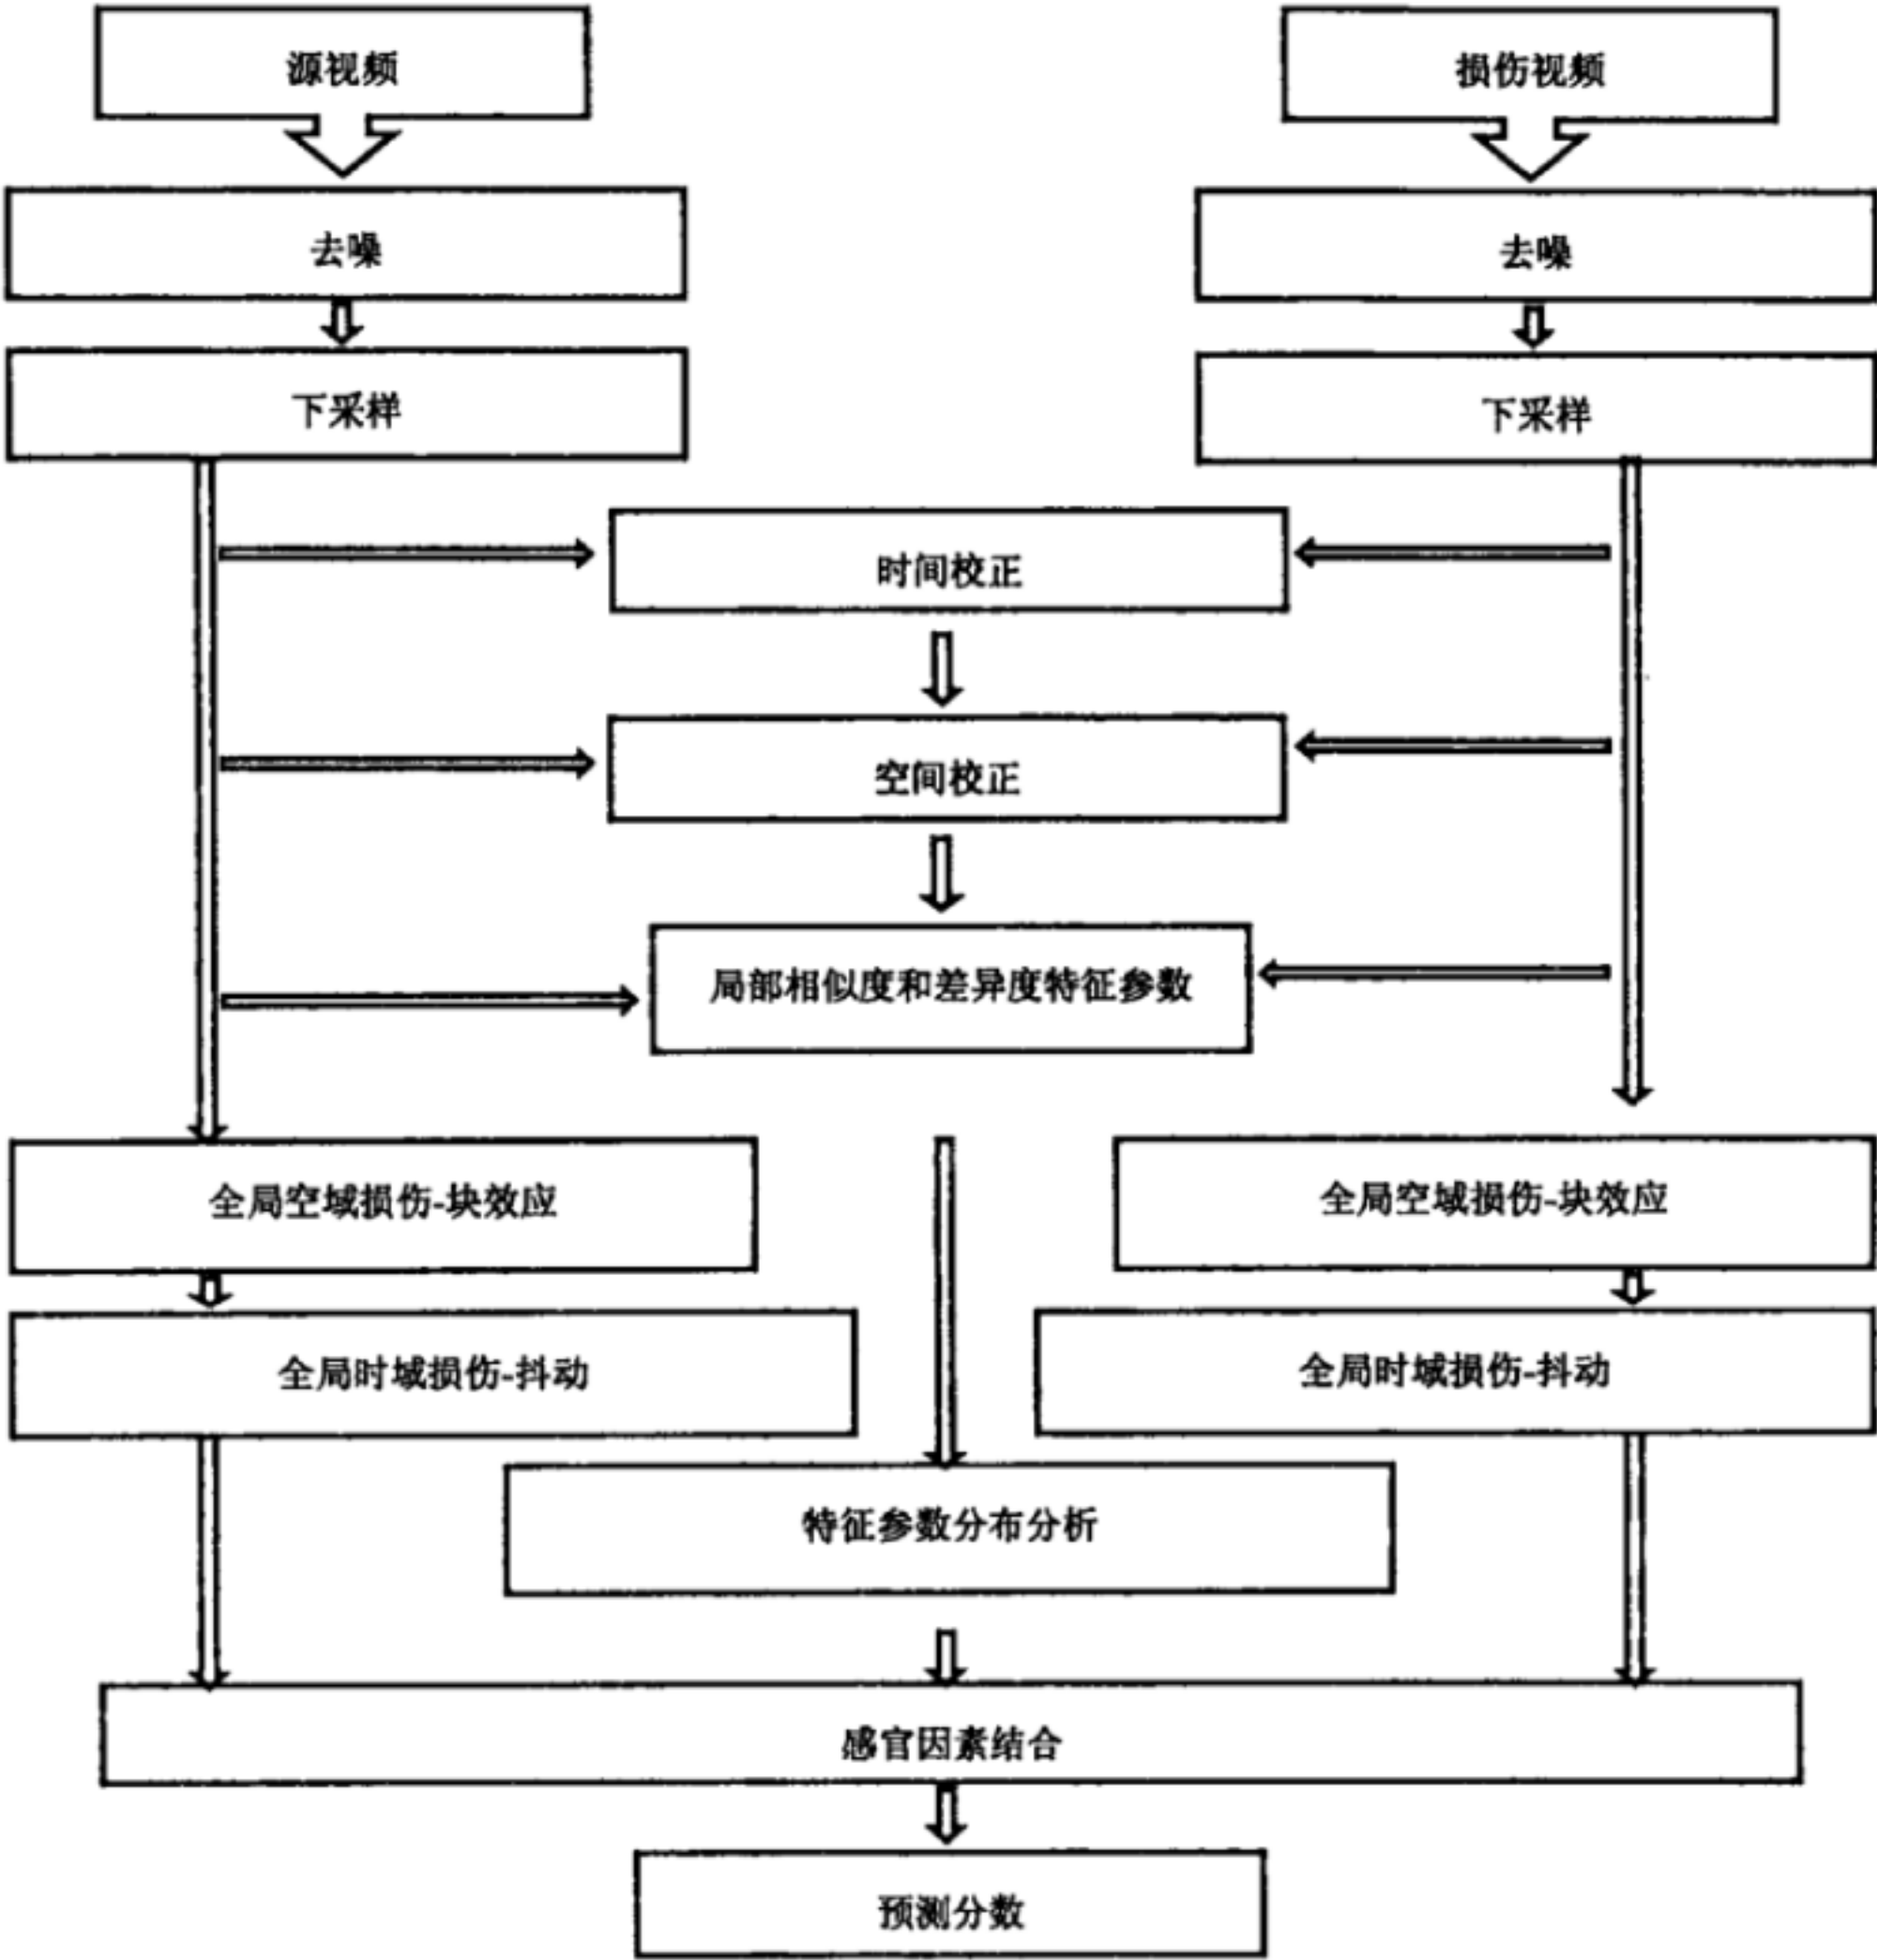 源视频
损伤视频
去噪
去噪
下采样
下采样
时间校正
空间校正
局部相似度和差异度特征参数
全局空域损伤-块效应
全局空域损伤-块效应
全局时域损伤-抖动
全局时域损伤-抖动
特征参数分布分析
感官因素结合
预测分数